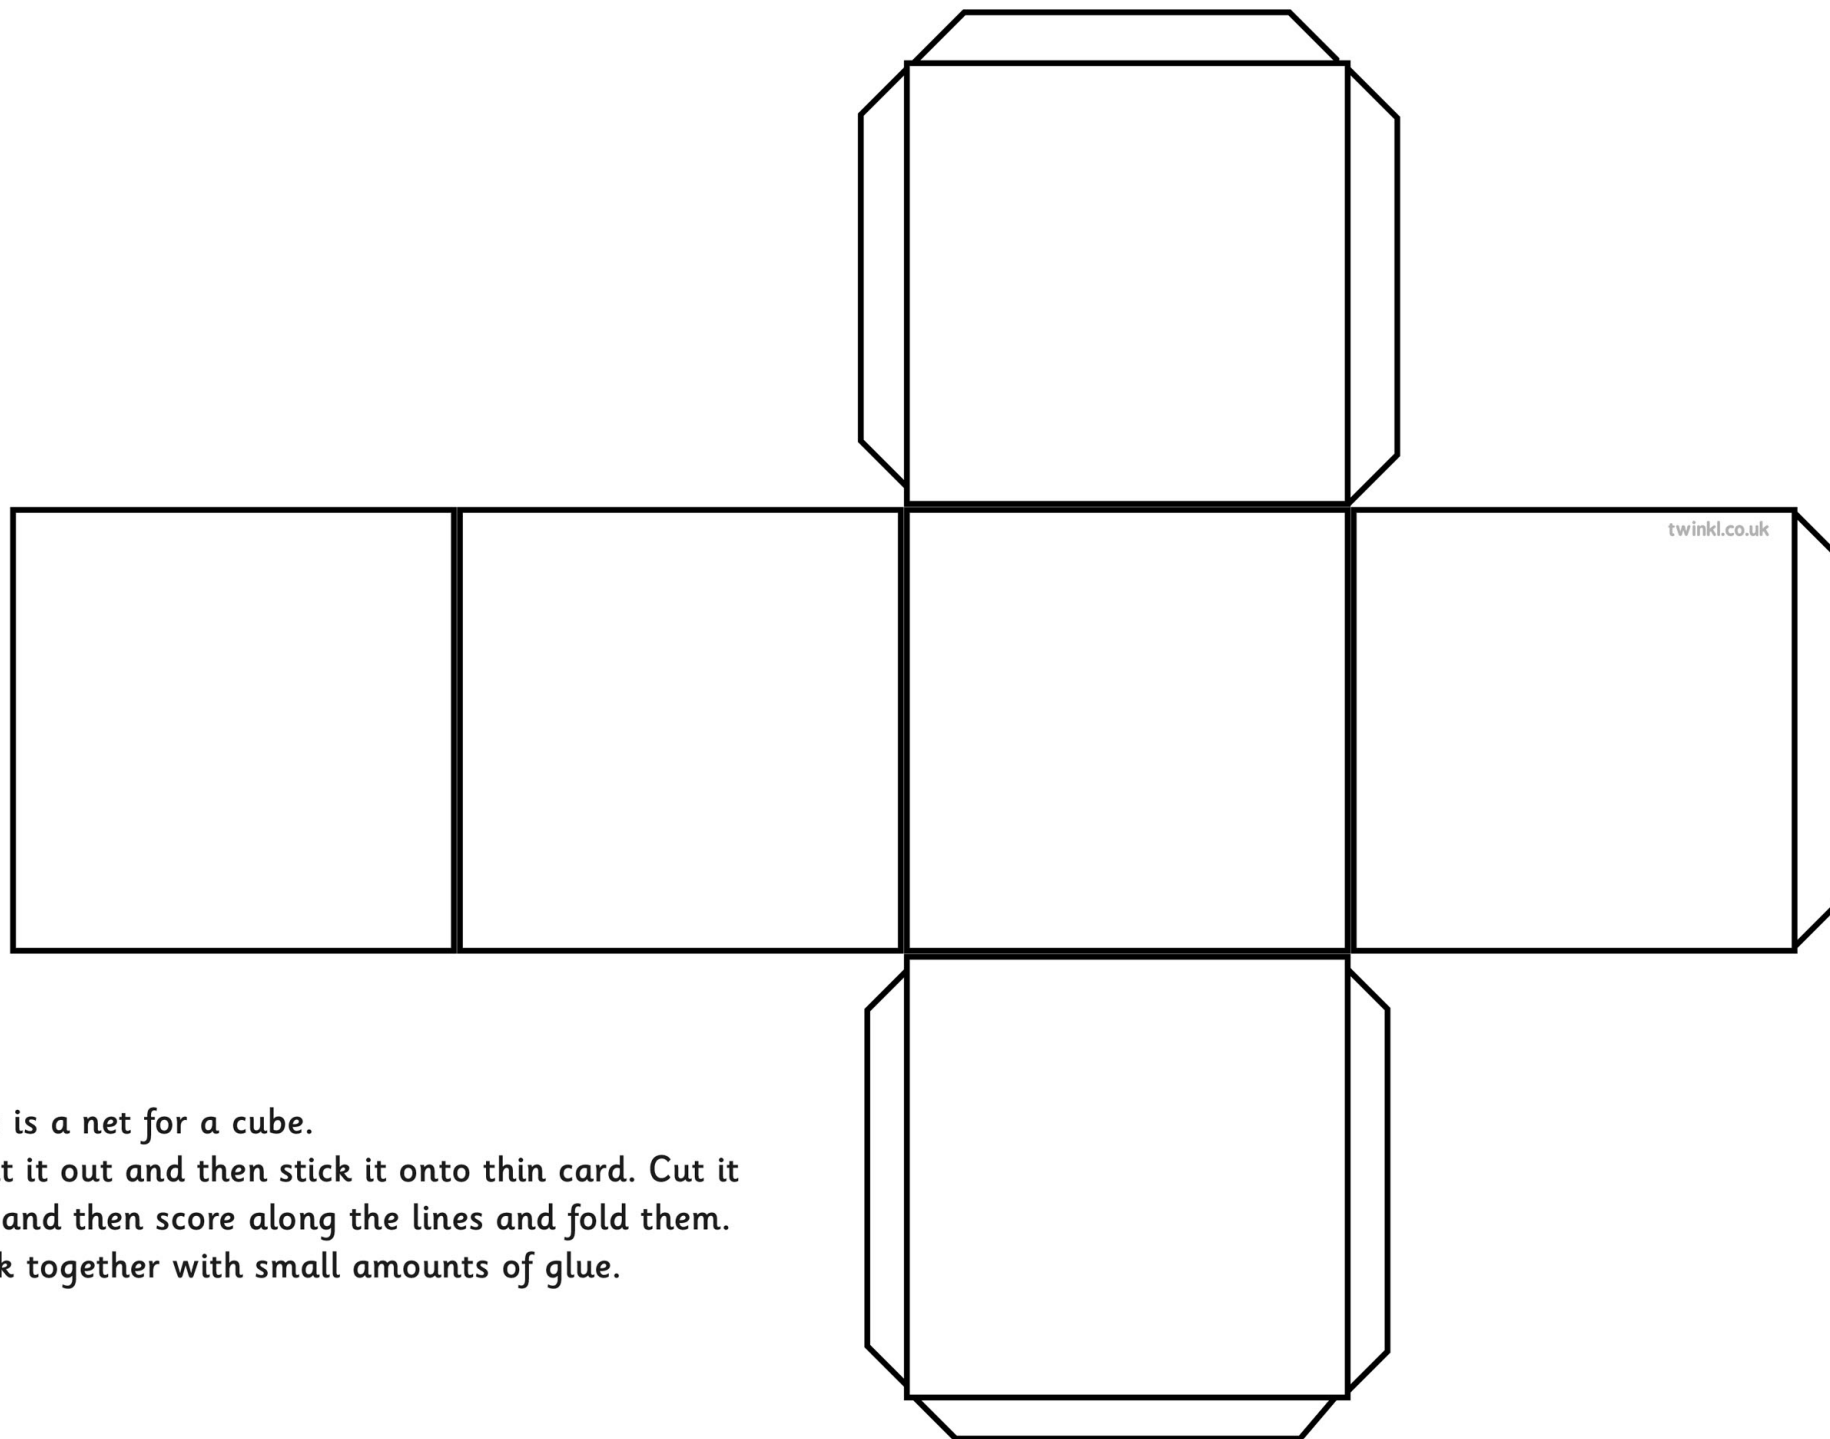 twinkl.co.uk
is a net for a cube.
t it out and then stick it onto thin card. Cut it
and then score along the lines and fold them.
k together with small amounts of glue.